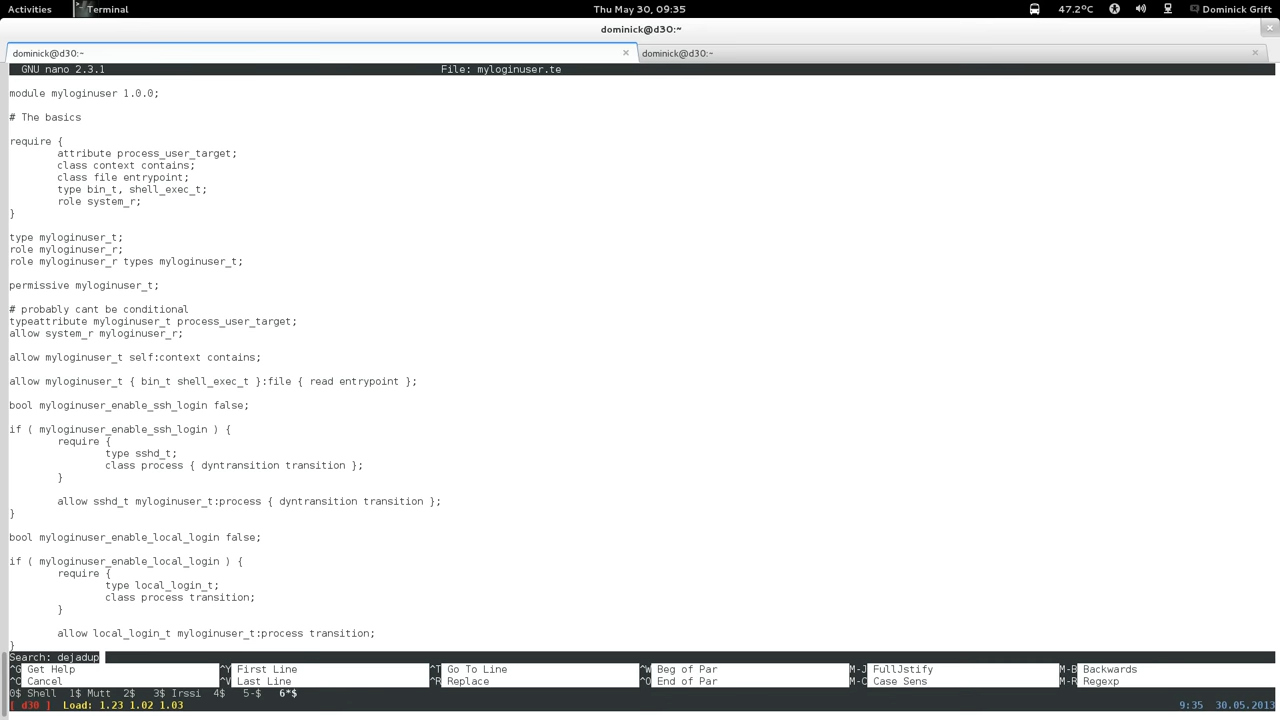 Activities Terminal Thu May 30, 09:35 47.2°C Dominick Grift
dominick@d30:~
dominick@d30:~ dominick@d30:~
GNU nano 2.3.1 File: myloginuser.te
module myloginuser 1.0.0;
# The basics
require {
attribute process_user_target;
class context contains;
class file entrypoint;
type bin_t, shell_exec_t;
role system_r;
}
type myloginuser_t;
role myloginuser_r;
role myloginuser_r types myloginuser_t;
permissive myloginuser_t;
# probably cant be conditional
typeattribute myloginuser_t process_user_target;
allow system_r myloginuser_r;
allow myloginuser_t self:context contains;
allow myloginuser_t { bin_t shell_exec_t }:file { read entrypoint };
bool myloginuser_enable_ssh_login false;
if ( myloginuser_enable_ssh_login ) {
require {
type sshd_t;
class process { dyntransition transition };
}
allow sshd_t myloginuser_t:process { dyntransition transition };
}
bool myloginuser_enable_local_login false;
if ( myloginuser_enable_local_login ) {
require {
type local_login_t;
class process transition;
}
allow local_login_t myloginuser_t:process transition;
}
Search: dejadup
^G Get Help ^Y First Line ^T Go To Line ^W Beg of Par M-J FullJstify M-B Backwards
^C Cancel ^V Last Line ^R Replace ^O End of Par M-C Case Sens M-R Regexp
0$ Shell 1$ Mutt 2$ 3$ Irssi 4$ 5-$ 6*$
[ d30 ] Load: 1.23 1.02 1.03 9:35 30.05.2013